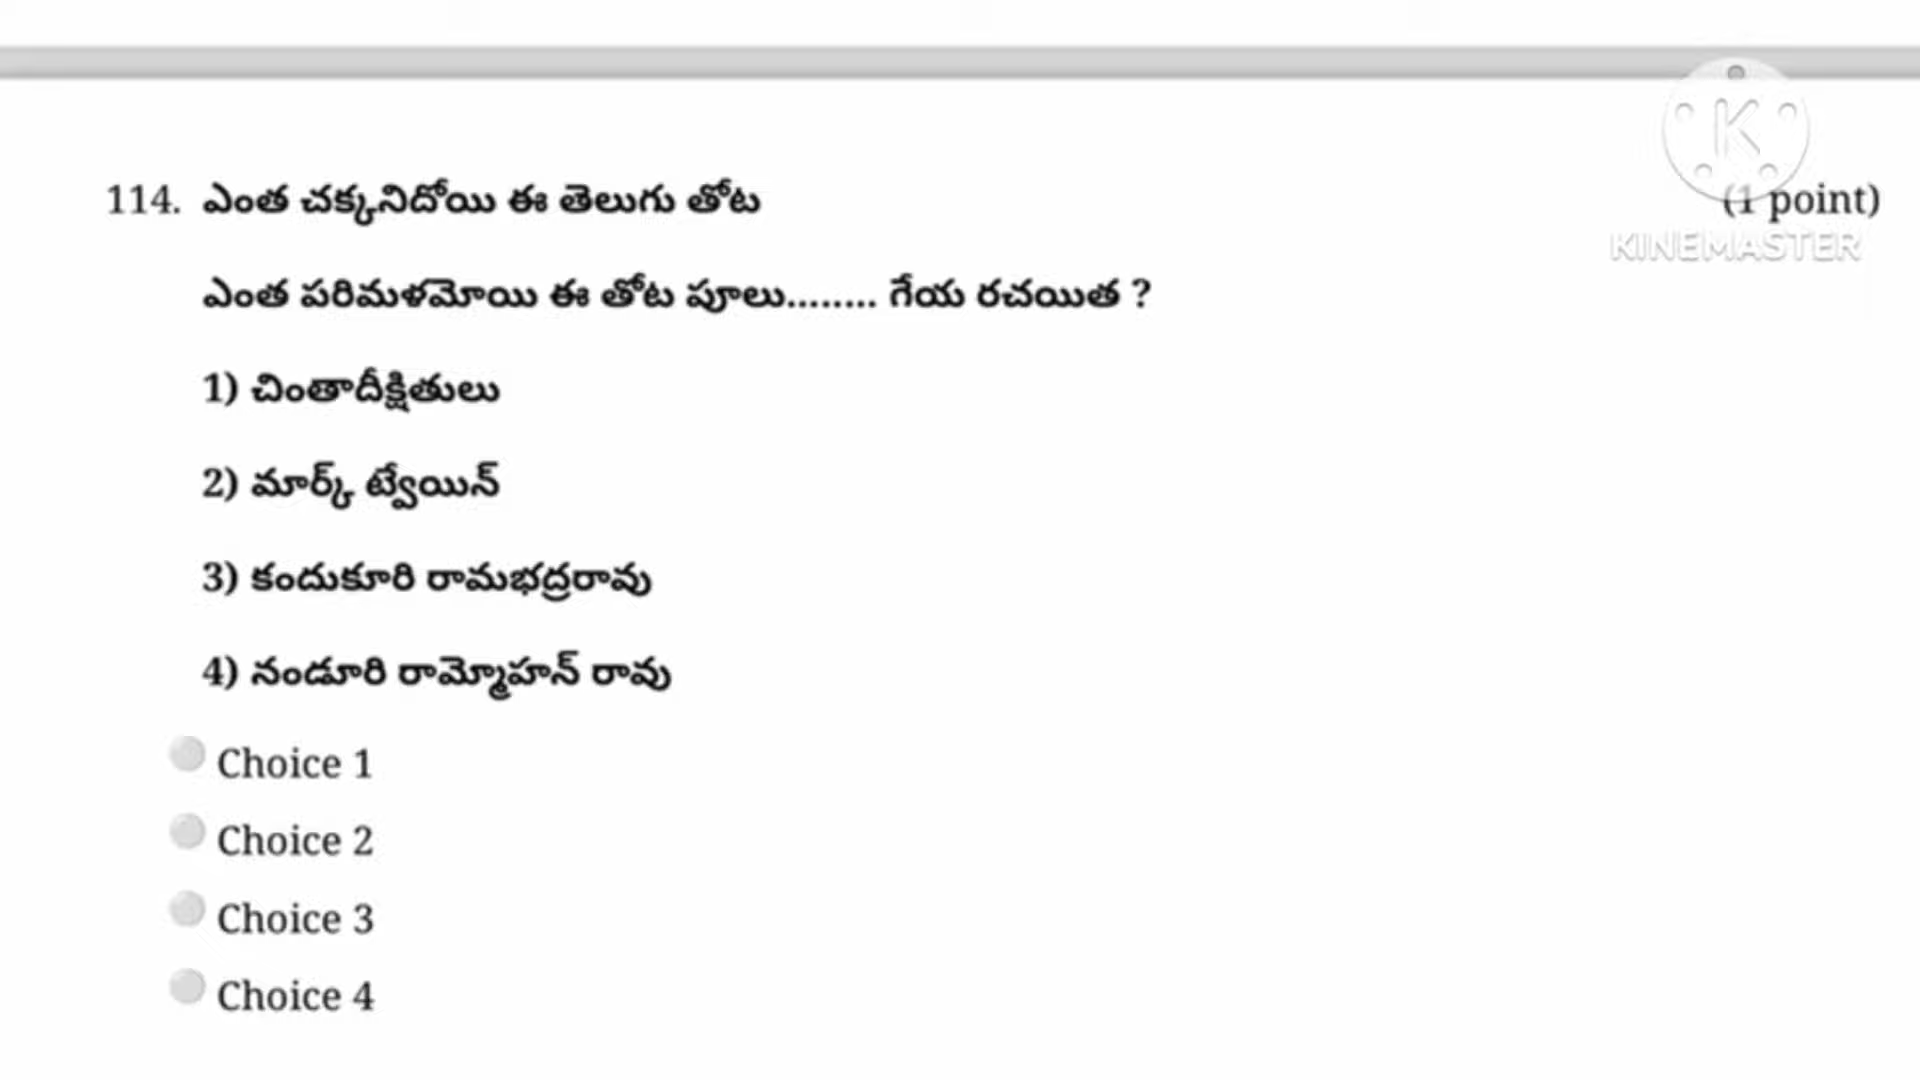 114. ఎంత చక్కనిదోయి ఈ తెలుగు తోట (1 point)
KINEMASTER
ఎంత పరిమళమోయి ఈ తోట పూలు........ గేయ రచయిత ?
1) చింతాదీక్షితులు
2) మార్క్ ట్వేయిన్
3) కందుకూరి రామభద్రరావు
4) నండూరి రామ్మోహన్ రావు
Choice 1
Choice 2
Choice 3
Choice 4